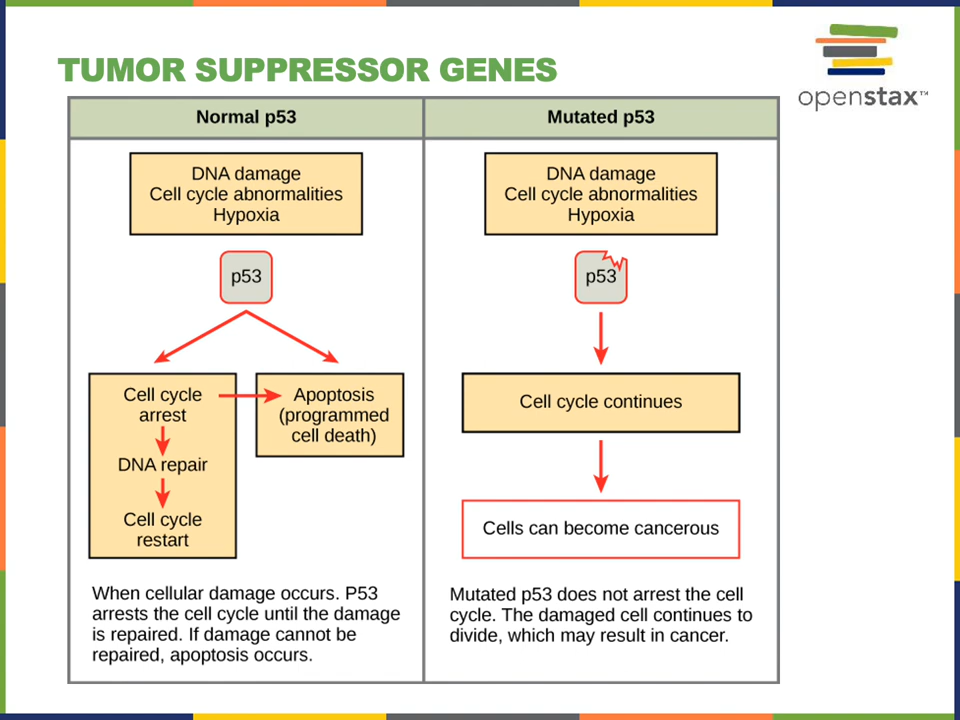 TUMOR SUPPRESSOR GENES
openstax™
Normal p53
DNA damage
Cell cycle abnormalities
Hypoxia
p53
Cell cycle
arrest
DNA repair
Cell cycle
restart
Apoptosis
(programmed
cell death)
When cellular damage occurs. P53
arrests the cell cycle until the damage
is repaired. If damage cannot be
repaired, apoptosis occurs.
Mutated p53
DNA damage
Cell cycle abnormalities
Hypoxia
p53
Cell cycle continues
Cells can become cancerous
Mutated p53 does not arrest the cell
cycle. The damaged cell continues to
divide, which may result in cancer.